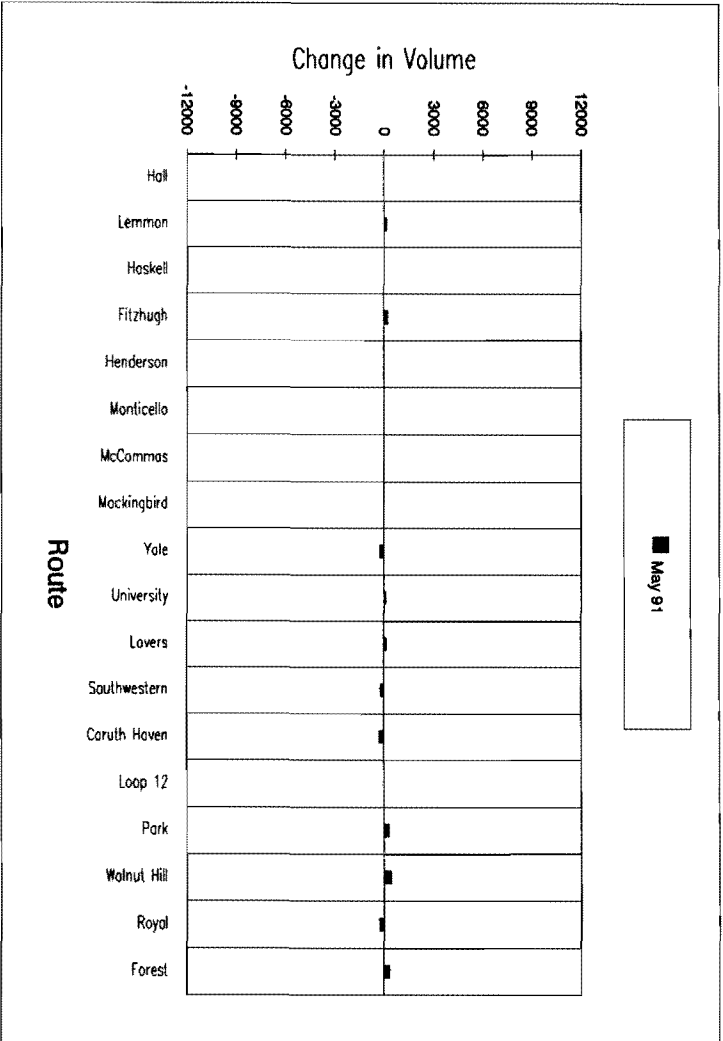 Change in Volume
-12000
-9000
-6000
-3000
0
3000
6000
9000
12000
Hall
Lemmon
Haskell
Fitzhugh
Henderson
Monticello
McCommas
Mockingbird
Yale
University
Lovers
Southwestern
Caruth Haven
Loop 12
Park
Walnut Hill
Royal
Forest
Route
May 91